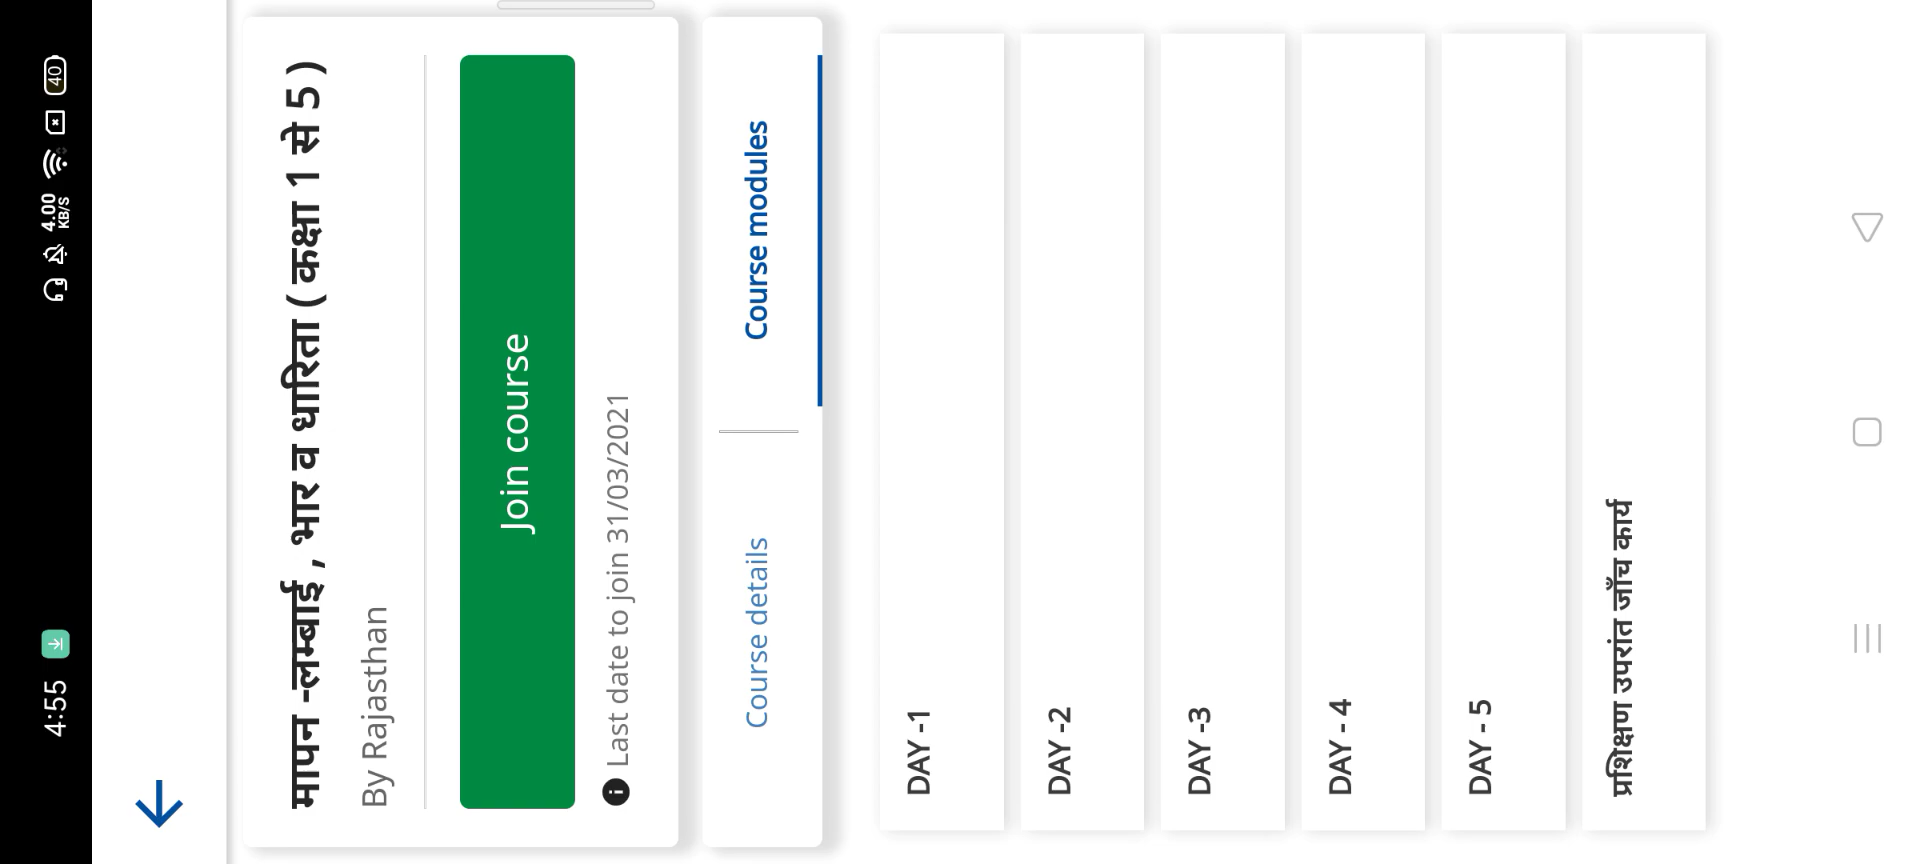 4:55
4.00 KB/S
40
मापन -लम्बाई , भार व धारिता ( कक्षा 1 से 5 )
By Rajasthan
Join course
Last date to join 31/03/2021
Course details
Course modules
DAY -1
DAY -2
DAY -3
DAY - 4
DAY - 5
प्रशिक्षण उपरांत जाँच कार्य